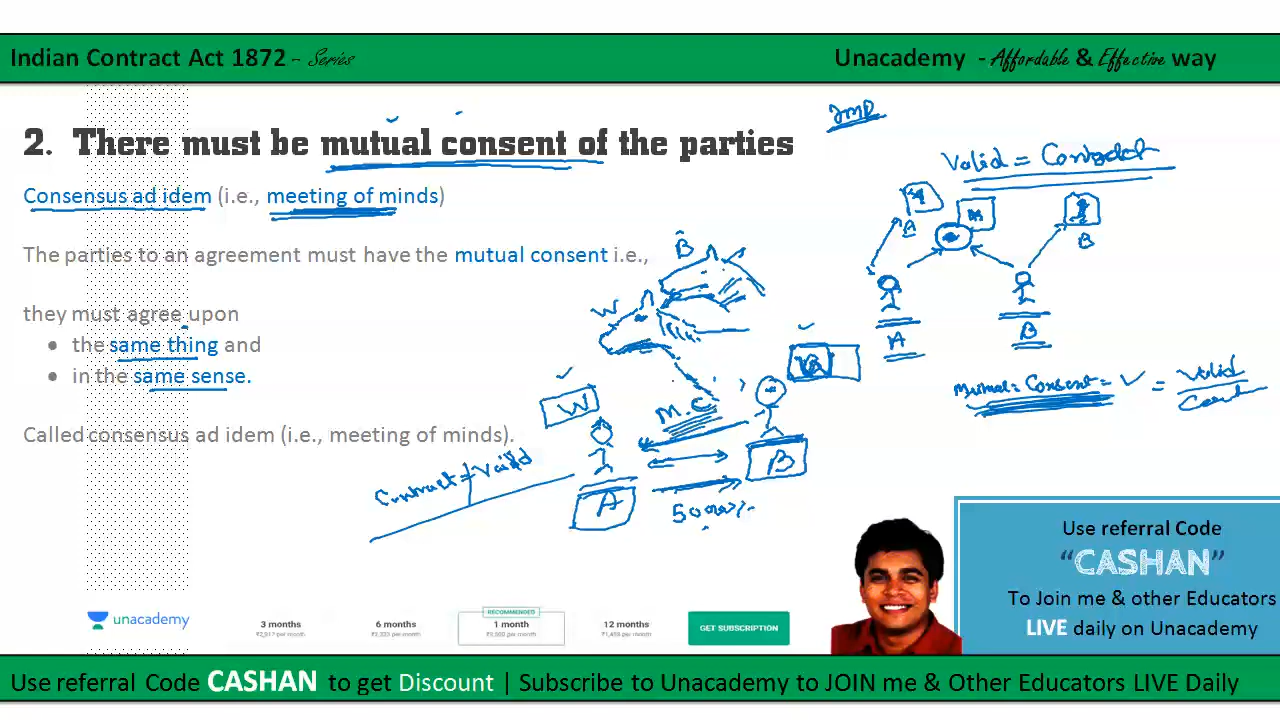 Indian Contract Act 1872 - Series
Unacademy - Affordable & Effective way
2. There must be mutual consent of the parties
Consensus ad idem (i.e., meeting of minds)
The parties to an agreement must have the mutual consent i.e.,
they must agree upon
• the same thing and
• in the same sense.
Called consensus ad idem (i.e., meeting of minds).
Valid = Contract
A
B
A
B
Mutual Consent = V = Valid
B
W
W
M.C
A
B
Contract = Valid
Use referral Code
“CASHAN”
To Join me & other Educators
LIVE daily on Unacademy
unacademy
3 months
6 months
RECOMMENDED
1 month
12 months
GET SUBSCRIPTION
Use referral Code CASHAN to get Discount | Subscribe to Unacademy to JOIN me & Other Educators LIVE Daily